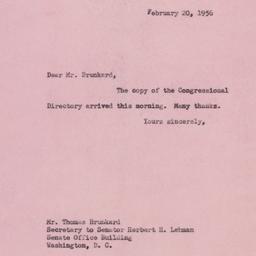 February 20, 1956
Dear Mr. Brunkard,
The copy of the Congressional
Directory arrived this morning. Many thanks.
Yours sincerely,
Mr. Thomas Brunkard
Secretary to Senator Herbert H. Lehman
Senate Office Building
Washington, D. C.